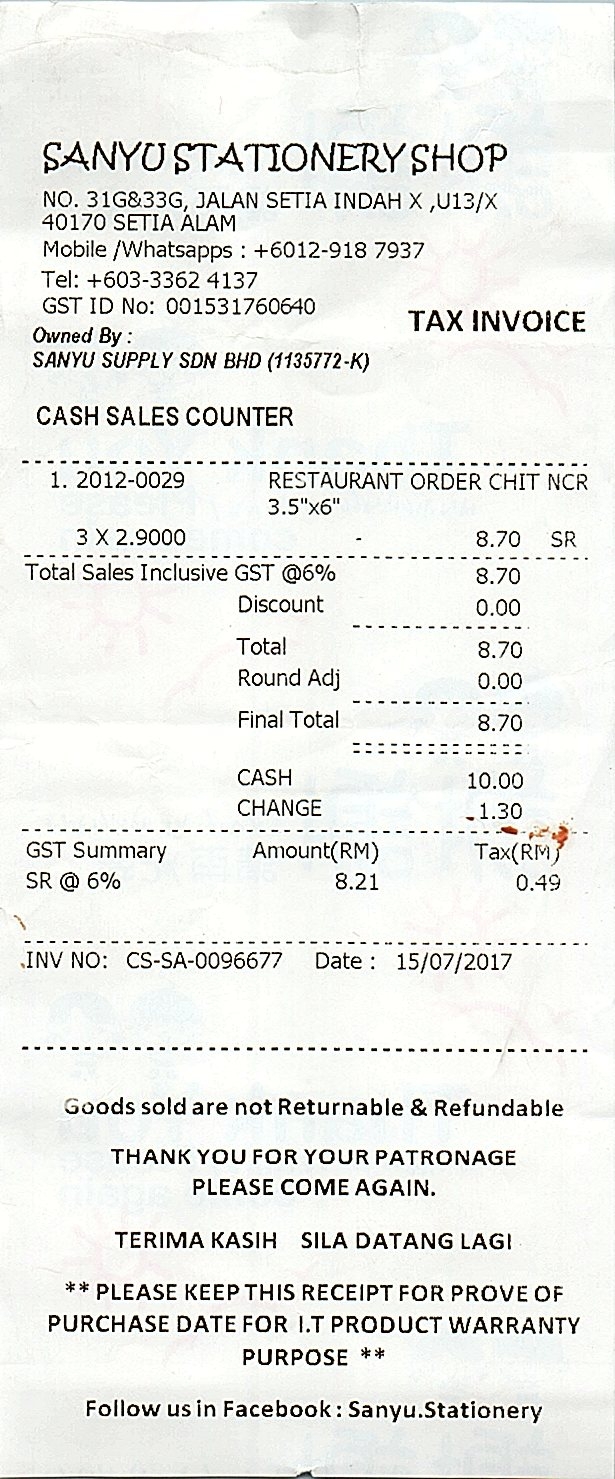 SANYU STATIONERY SHOP
NO. 31G&33G, JALAN SETIA INDAH X ,U13/X
40170 SETIA ALAM
Mobile /Whatsapps : +6012-918 7937
Tel: +603-3362 4137
GST ID No: 001531760640
TAX INVOICE
Owned By :
SANYU SUPPLY SDN BHD (1135772-K)
CASH SALES COUNTER
1. 2012-0029 RESTAURANT ORDER CHIT NCR
3.5"x6"
3 X 2.9000 - 8.70 SR
Total Sales Inclusive GST @6% 8.70
Discount 0.00
Total 8.70
Round Adj 0.00
Final Total 8.70
CASH 10.00
CHANGE 1.30
GST Summary Amount(RM) Tax(RM)
SR @ 6% 8.21 0.49
INV NO: CS-SA-0096677 Date : 15/07/2017
Goods sold are not Returnable & Refundable
THANK YOU FOR YOUR PATRONAGE
PLEASE COME AGAIN.
TERIMA KASIH SILA DATANG LAGI
** PLEASE KEEP THIS RECEIPT FOR PROVE OF
PURCHASE DATE FOR I.T PRODUCT WARRANTY
PURPOSE **
Follow us in Facebook : Sanyu.Stationery